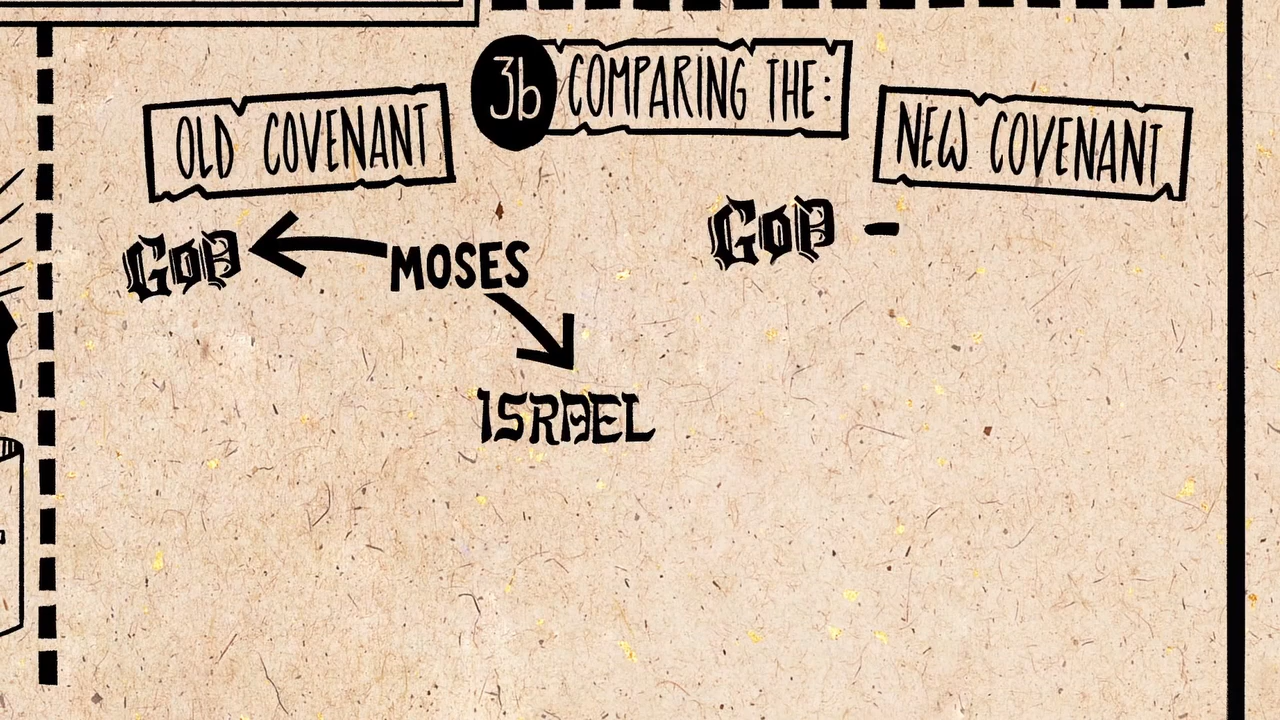 3b COMPARING THE:
OLD COVENANT
NEW COVENANT
GOD
MOSES
ISRAEL
GOD -